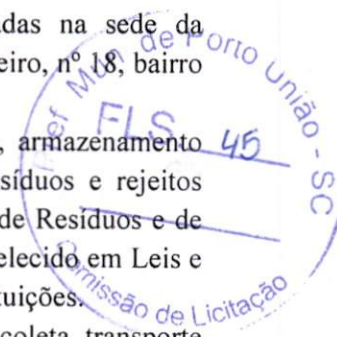 das na sede da
eiro, nº 18, bairro
, armazenamento
síduos e rejeitos
de Resíduos e de
elecido em Leis e
tuições.
coleta, transporte
Pref. Mun. de Porto União - SC
FLS 45
Comissão de Licitação